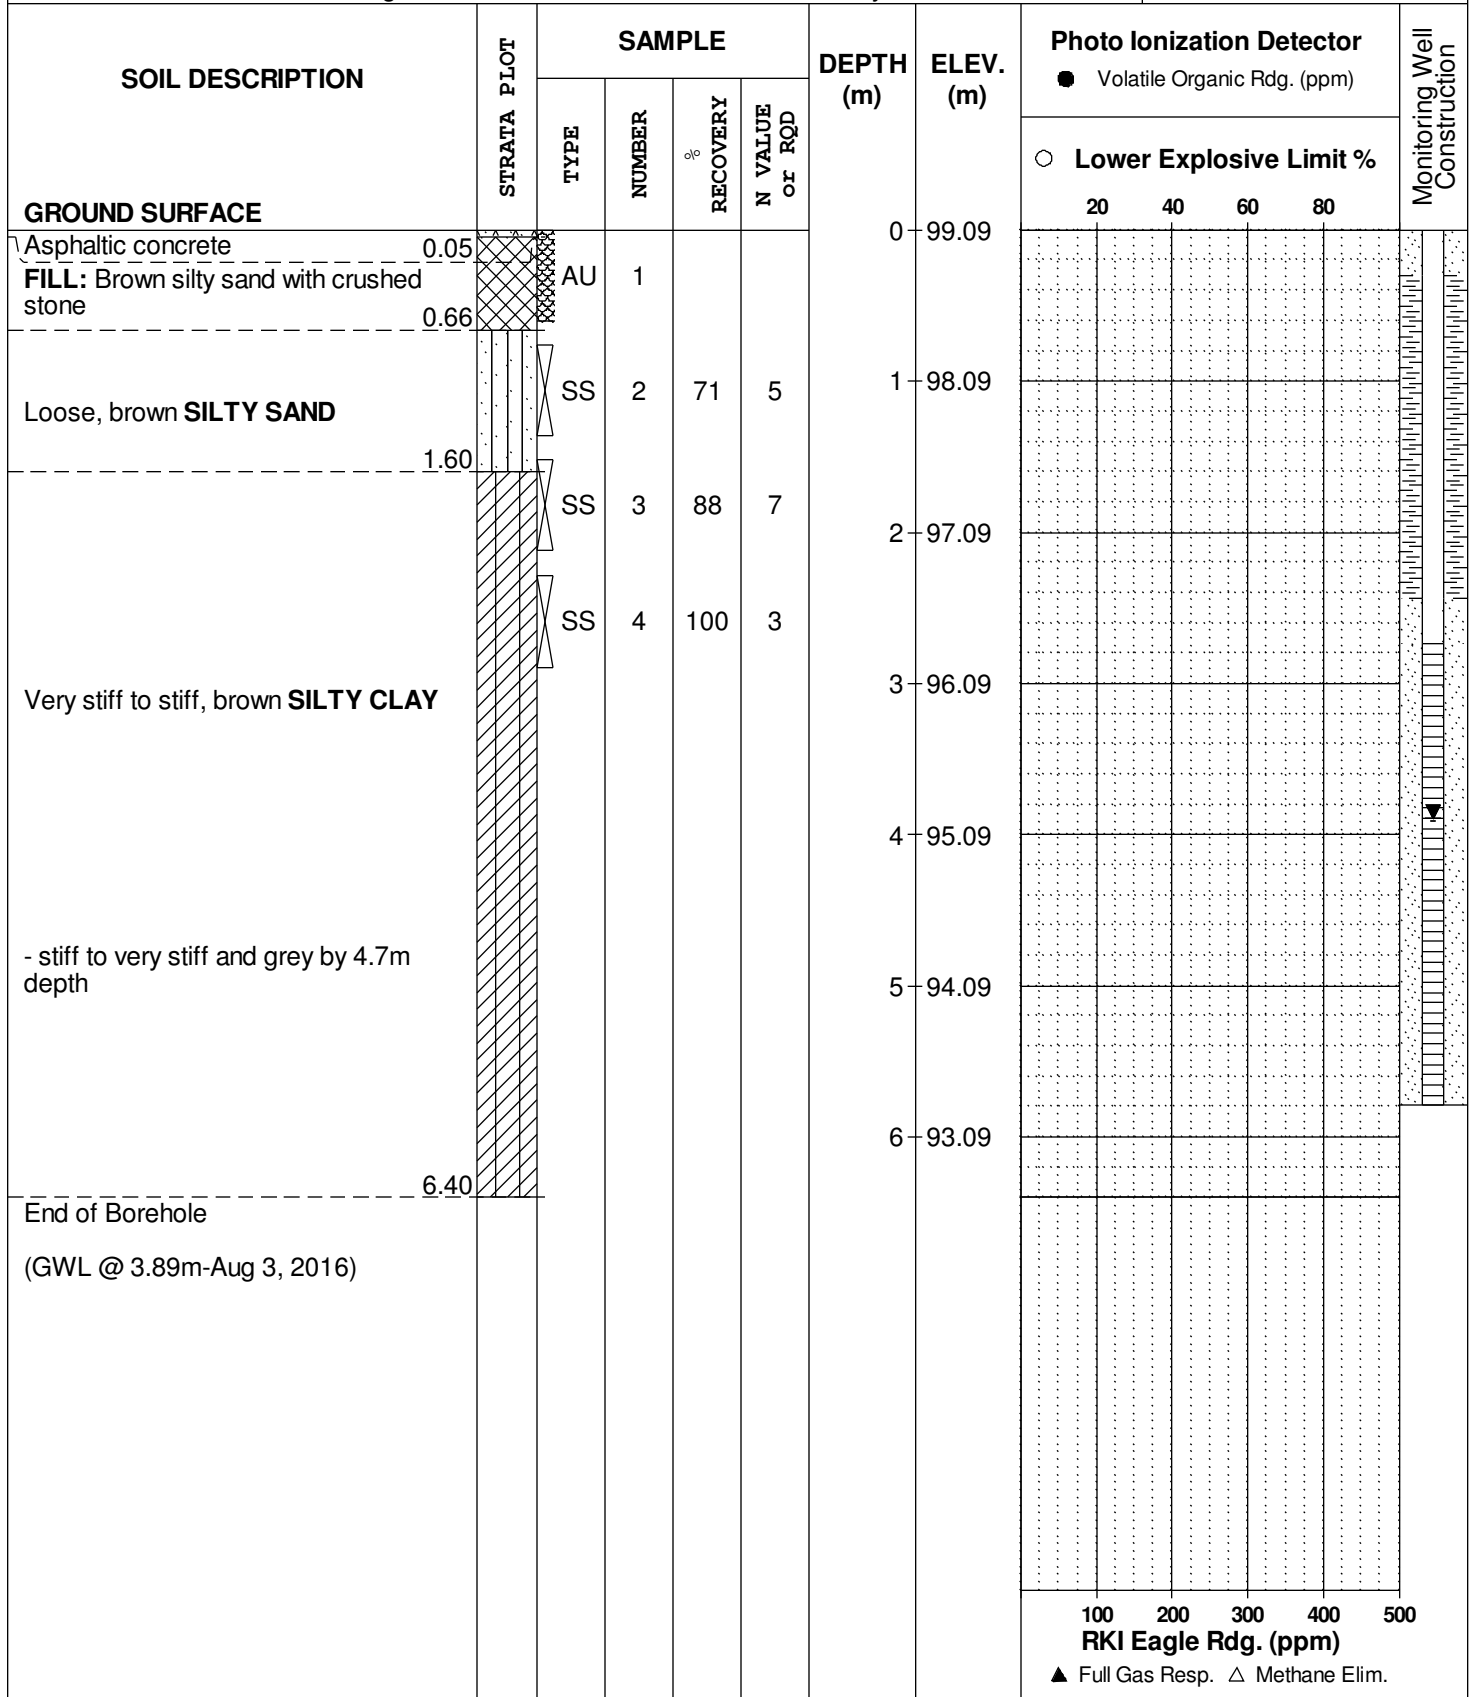 SOIL DESCRIPTION
GROUND SURFACE
STRATA PLOT
SAMPLE
TYPE
NUMBER
%
RECOVERY
N VALUE
or RQD
DEPTH
(m)
ELEV.
(m)
Photo Ionization Detector
● Volatile Organic Rdg. (ppm)
○ Lower Explosive Limit %
20 40 60 80
Monitoring Well
Construction
0 99.09
Asphaltic concrete 0.05
FILL: Brown silty sand with crushed
stone
0.66
AU 1
1 98.09
SS 2 71 5
Loose, brown SILTY SAND
1.60
SS 3 88 7
2 97.09
SS 4 100 3
3 96.09
Very stiff to stiff, brown SILTY CLAY
4 95.09
- stiff to very stiff and grey by 4.7m
depth
5 94.09
6 93.09
6.40
End of Borehole
(GWL @ 3.89m-Aug 3, 2016)
100 200 300 400 500
RKI Eagle Rdg. (ppm)
▲ Full Gas Resp. △ Methane Elim.